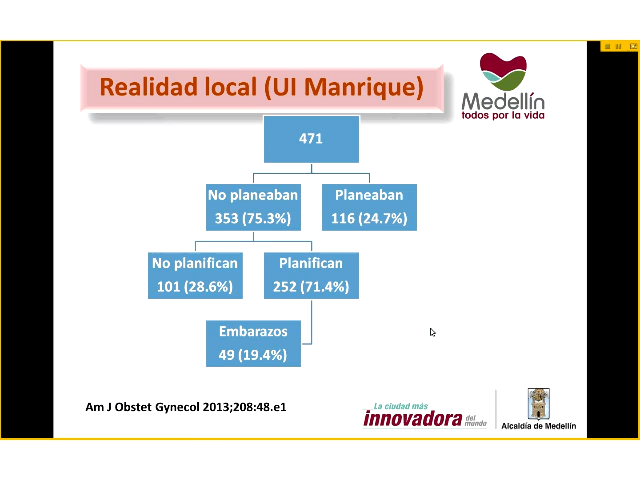 Realidad local (UI Manrique)
Medellín
todos por la vida
471
No planeaban
353 (75.3%)
Planeaban
116 (24.7%)
No planifican
101 (28.6%)
Planifican
252 (71.4%)
Embarazos
49 (19.4%)
Am J Obstet Gynecol 2013;208:48.e1
La ciudad más
innovadora del
mundo
Alcaldía de Medellín